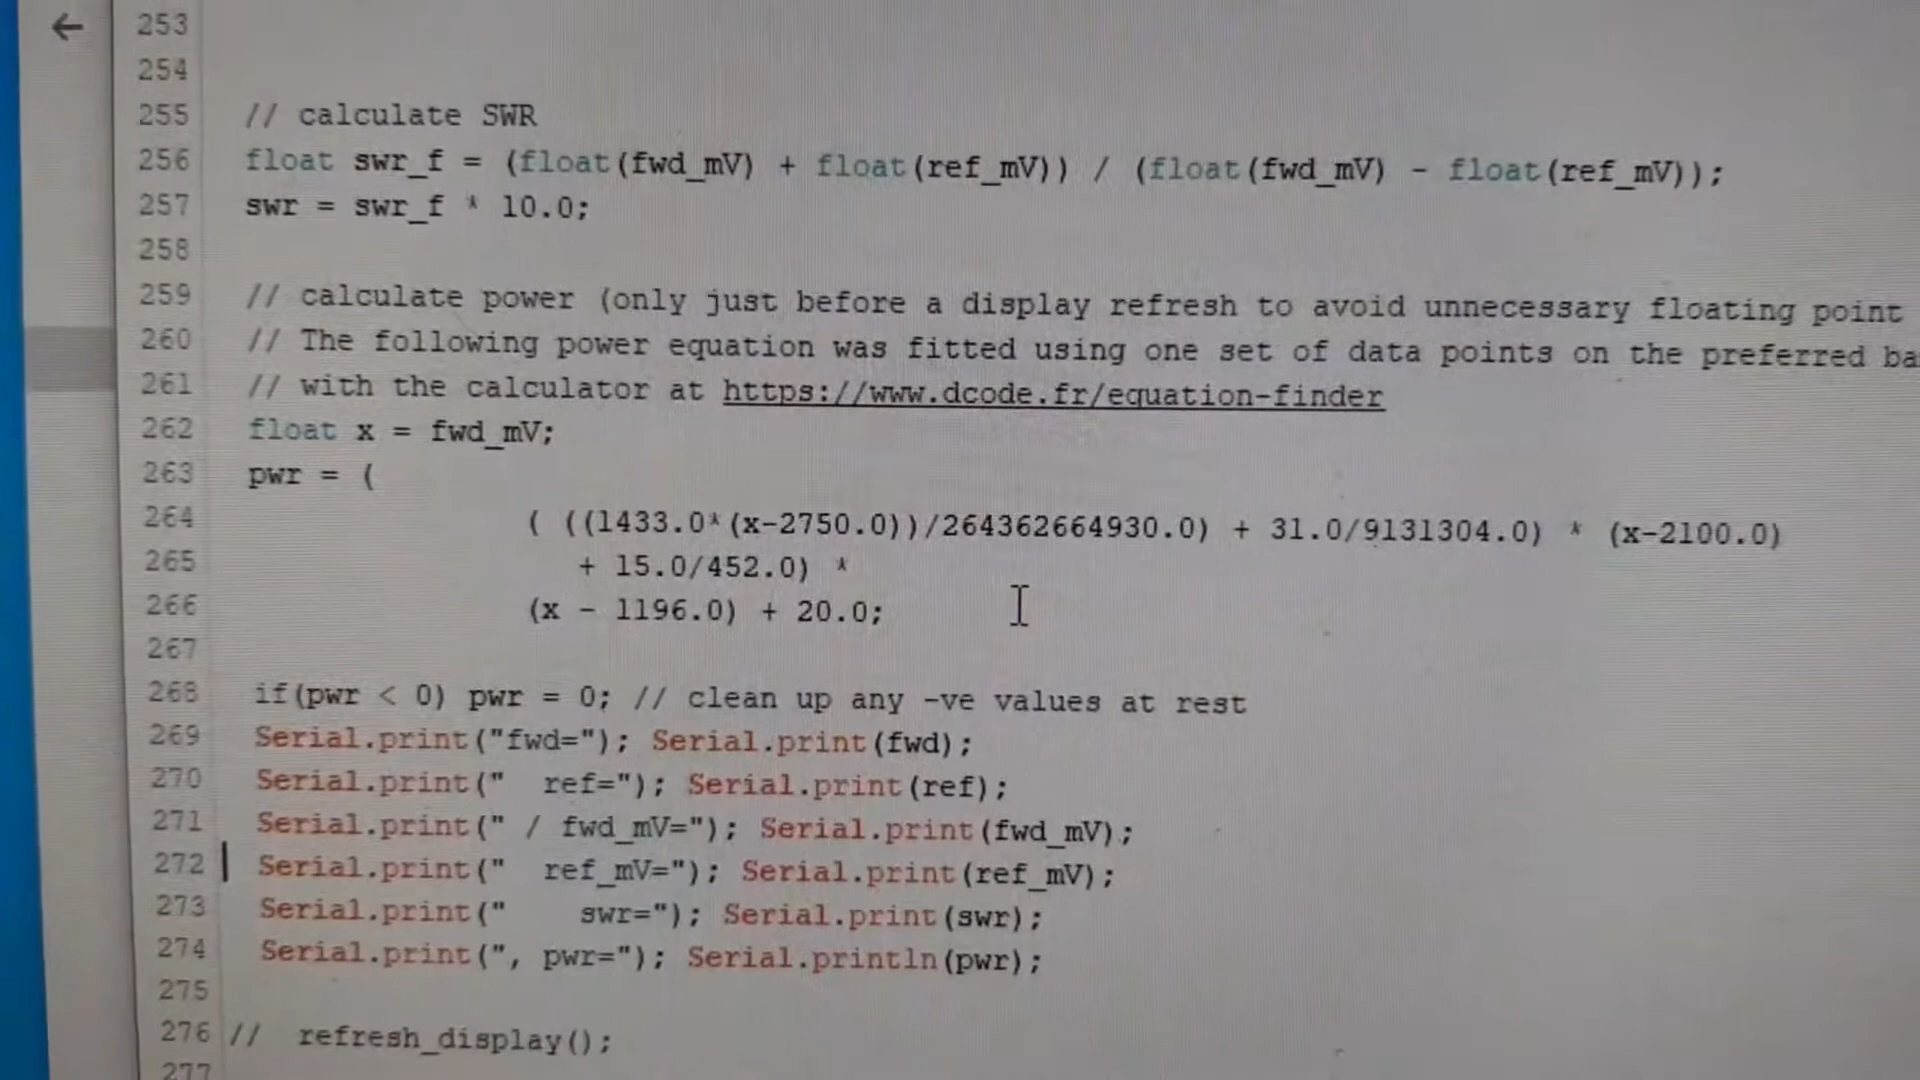 253
254
255 // calculate SWR
256 float swr_f = (float(fwd_mV) + float(ref_mV)) / (float(fwd_mV) - float(ref_mV));
257 swr = swr_f * 10.0;
258
259 // calculate power (only just before a display refresh to avoid unnecessary floating point
260 // The following power equation was fitted using one set of data points on the preferred ba
261 // with the calculator at https://www.dcode.fr/equation-finder
262 float x = fwd_mV;
263 pwr = (
264 ( ((1433.0*(x-2750.0))/264362664930.0) + 31.0/9131304.0) * (x-2100.0)
265 + 15.0/452.0) *
266 (x - 1196.0) + 20.0;
267
268 if(pwr < 0) pwr = 0; // clean up any -ve values at rest
269 Serial.print("fwd="); Serial.print(fwd);
270 Serial.print("  ref="); Serial.print(ref);
271 Serial.print(" / fwd_mV="); Serial.print(fwd_mV);
272 Serial.print("  ref_mV="); Serial.print(ref_mV);
273 Serial.print("    swr="); Serial.print(swr);
274 Serial.print(", pwr="); Serial.println(pwr);
275
276 // refresh_display();
277